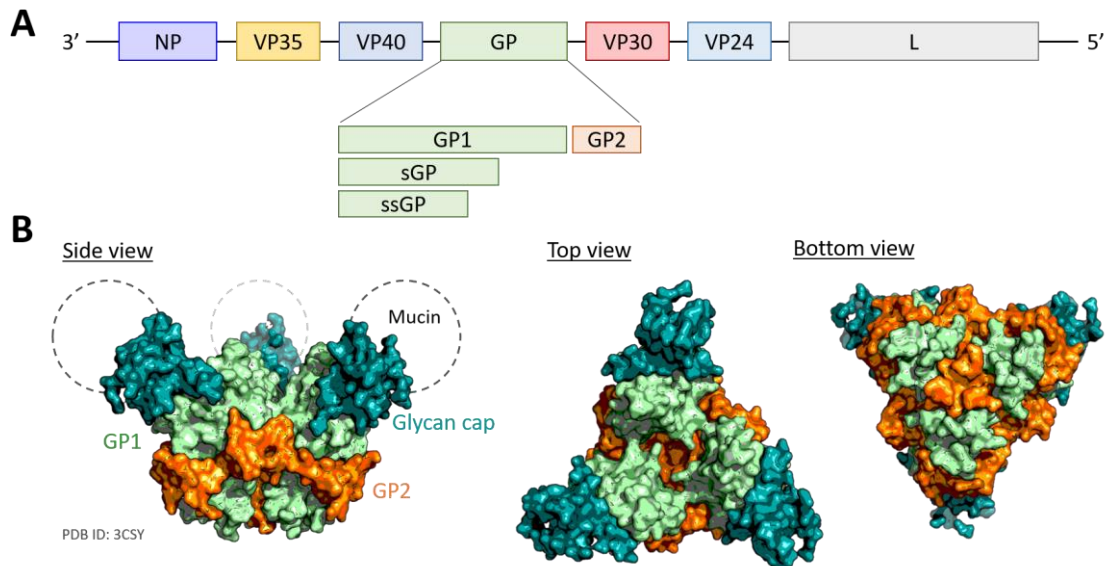 A
3’ NP VP35 VP40 GP VP30 VP24 L 5’
GP1 GP2
sGP
ssGP
B
Side view Top view Bottom view
Mucin
GP1 Glycan cap
GP2
PDB ID: 3CSY